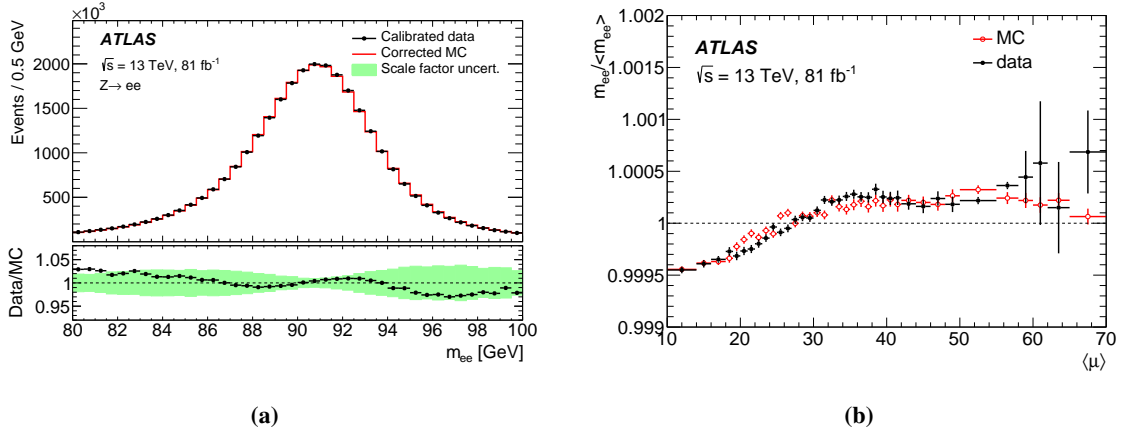 ×10³
ATLAS
√s = 13 TeV, 81 fb⁻¹
Z→ ee
Calibrated data
Corrected MC
Scale factor uncert.
Events / 0.5 GeV
2000
1500
1000
500
Data/MC
1.05
1
0.95
80 82 84 86 88 90 92 94 96 98 100
m_ee [GeV]
(a)
m_ee/<m_ee>
1.002
1.0015
1.001
1.0005
1
0.9995
0.999
ATLAS
√s = 13 TeV, 81 fb⁻¹
MC
data
10 20 30 40 50 60 70
⟨μ⟩
(b)